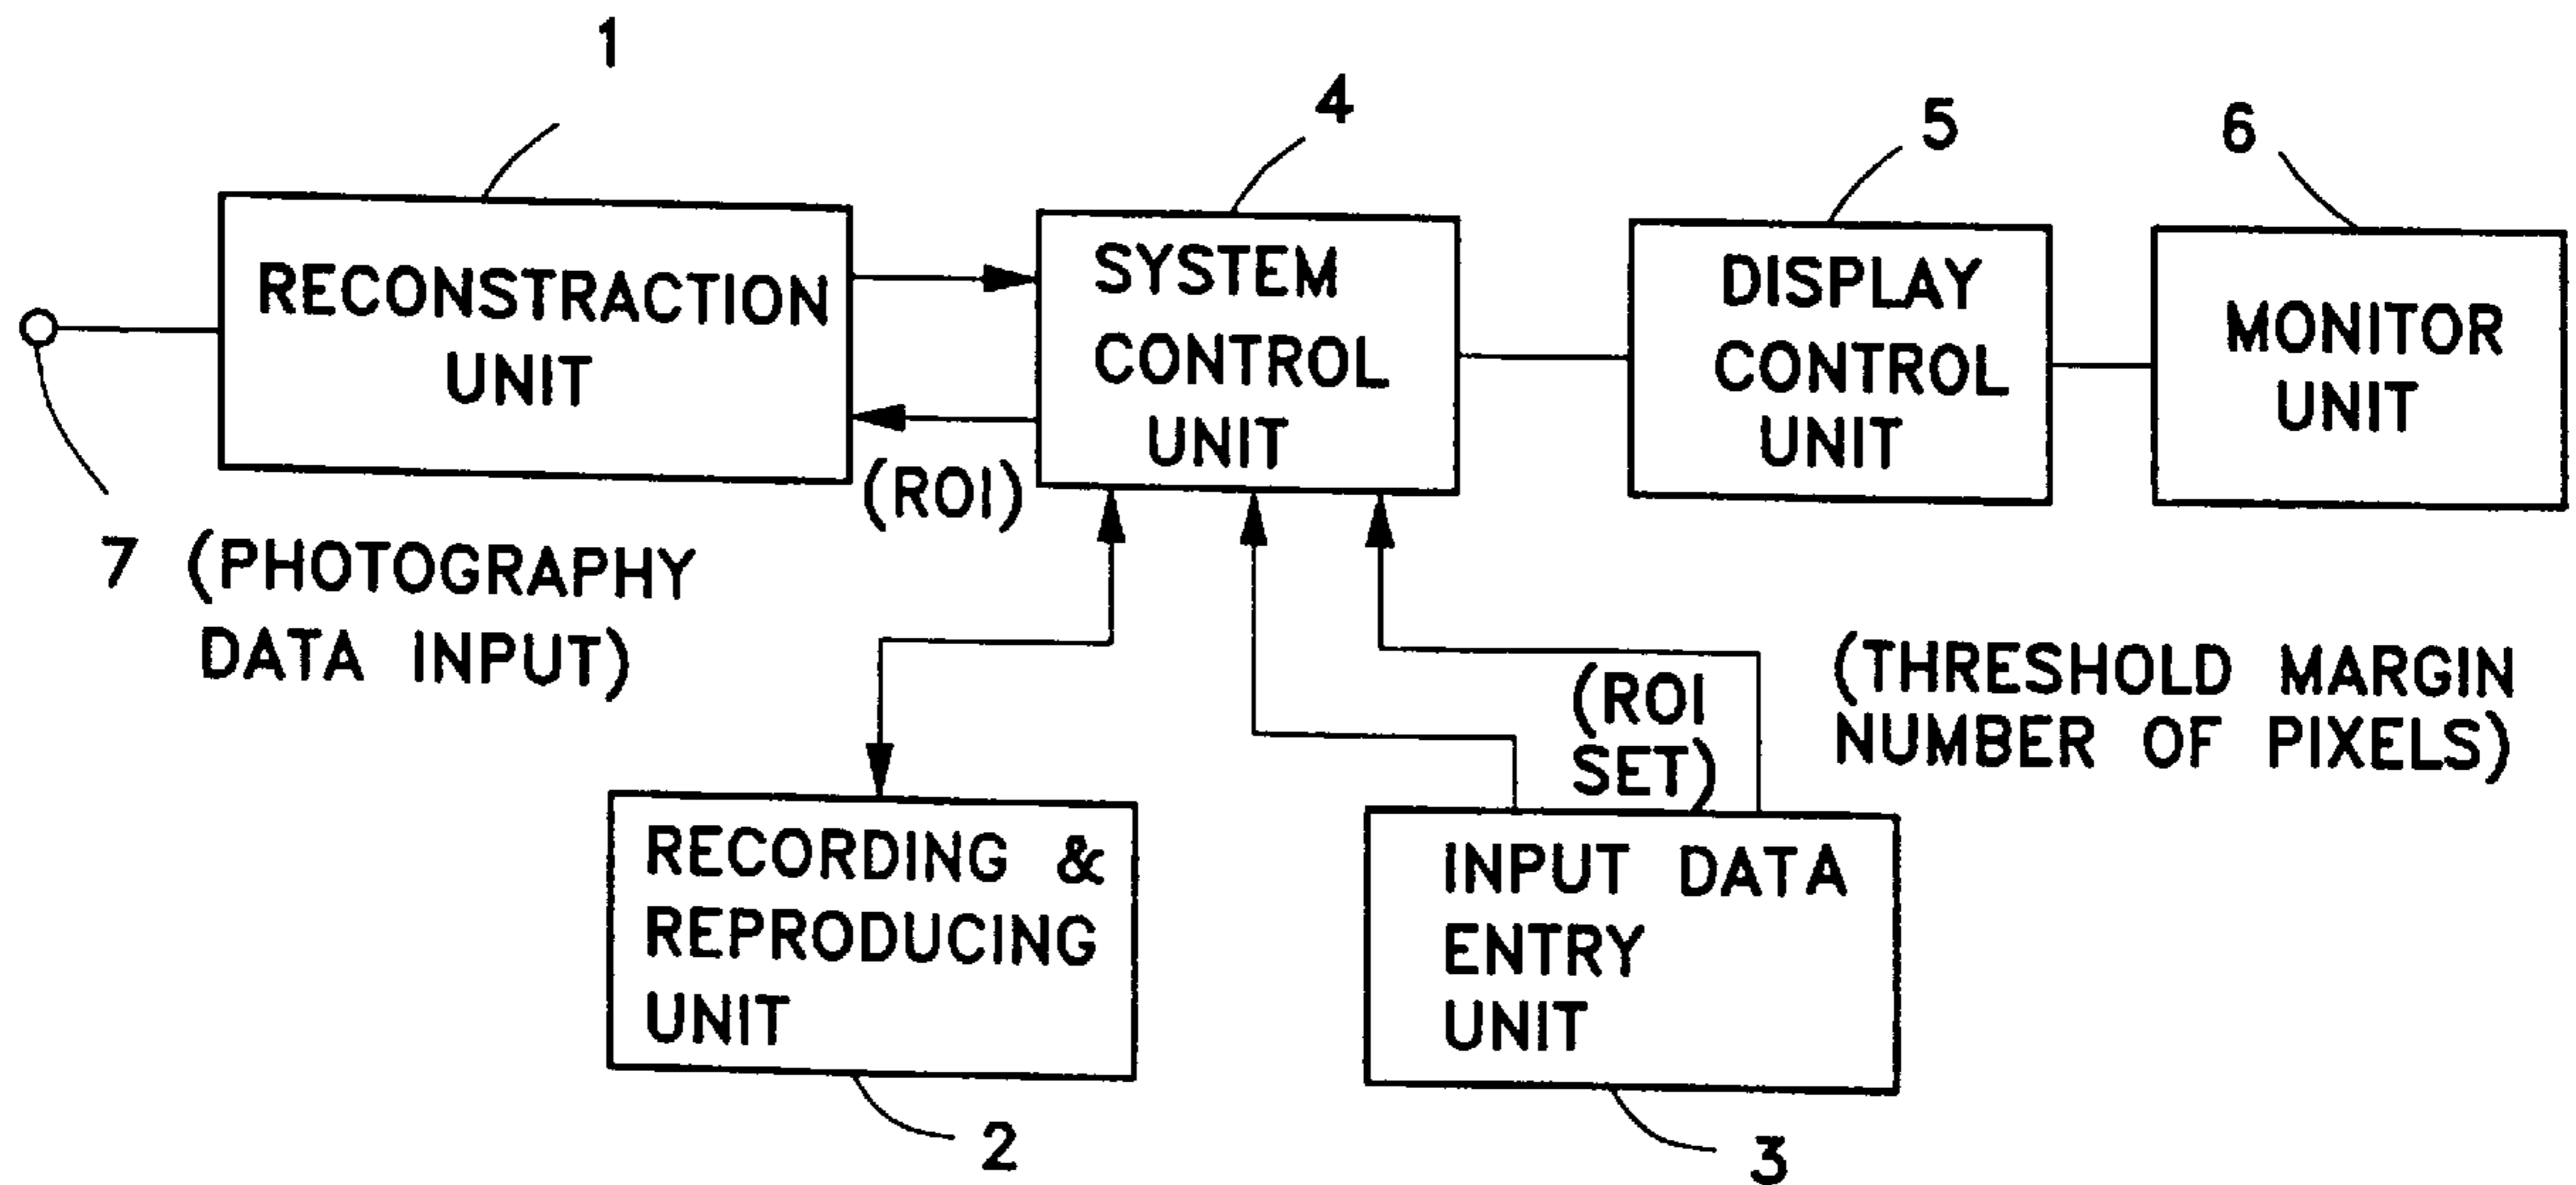 1
4
5
6
RECONSTRACTION
UNIT
SYSTEM
CONTROL
UNIT
DISPLAY
CONTROL
UNIT
MONITOR
UNIT
(ROI)
7 (PHOTOGRAPHY
DATA INPUT)
(ROI
SET)
(THRESHOLD MARGIN
NUMBER OF PIXELS)
RECORDING &
REPRODUCING
UNIT
INPUT DATA
ENTRY
UNIT
2
3